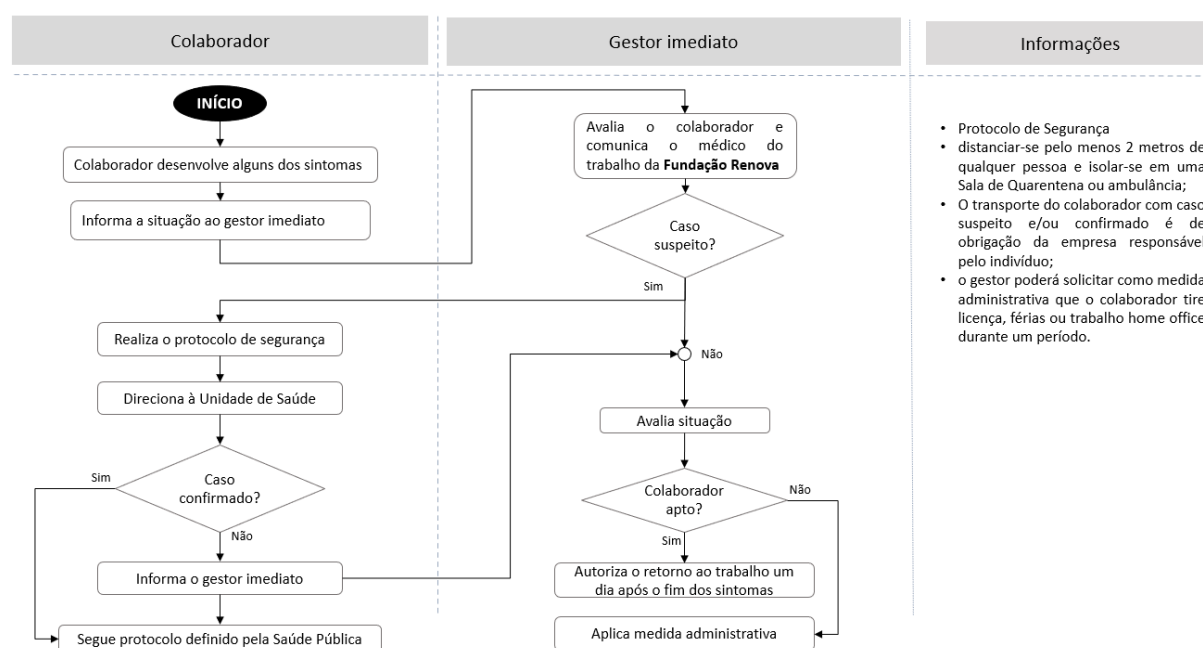 Colaborador
Gestor imediato
Informações
INÍCIO
Colaborador desenvolve alguns dos sintomas
Informa a situação ao gestor imediato
Avalia o colaborador e
comunica o médico do
trabalho da Fundação Renova
Caso
suspeito?
Sim
Não
Realiza o protocolo de segurança
Direciona à Unidade de Saúde
Caso
confirmado?
Sim
Não
Informa o gestor imediato
Segue protocolo definido pela Saúde Pública
Avalia situação
Colaborador
apto?
Não
Sim
Autoriza o retorno ao trabalho um
dia após o fim dos sintomas
Aplica medida administrativa
• Protocolo de Segurança
• distanciar-se pelo menos 2 metros de
qualquer pessoa e isolar-se em uma
Sala de Quarentena ou ambulância;
• O transporte do colaborador com caso
suspeito e/ou confirmado é de
obrigação da empresa responsável
pelo indivíduo;
• o gestor poderá solicitar como medida
administrativa que o colaborador tire
licença, férias ou trabalho home office
durante um período.